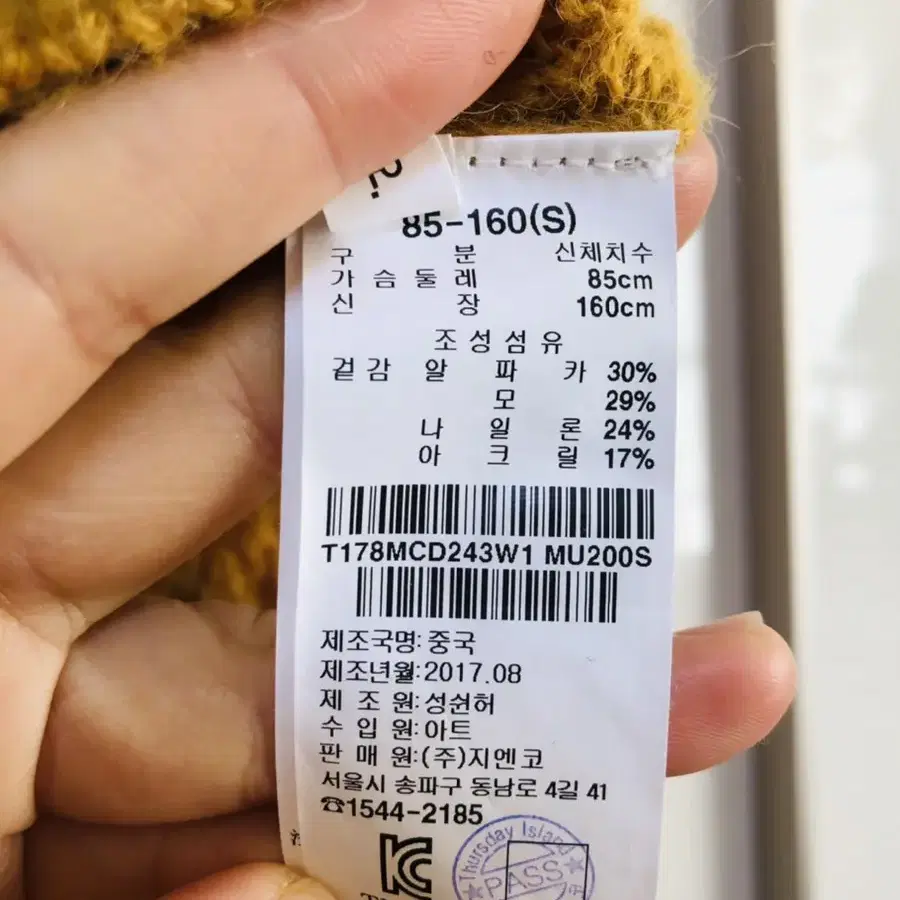 85-160(S)
구 분 신체치수
가 슴 둘 레 85cm
신 장 160cm
조성섬유
겉감 알 파 카 30%
모 29%
나 일 론 24%
아 크 릴 17%
T178MCD243W1 MU200S
제조국명:중국
제조년월:2017.08
제 조 원:성쉰허
수 입 원:아트
판 매 원:(주)지엔코
서울시 송파구 동남로 4길 41
☎1544-2185
KC
Thursday Island
PASS